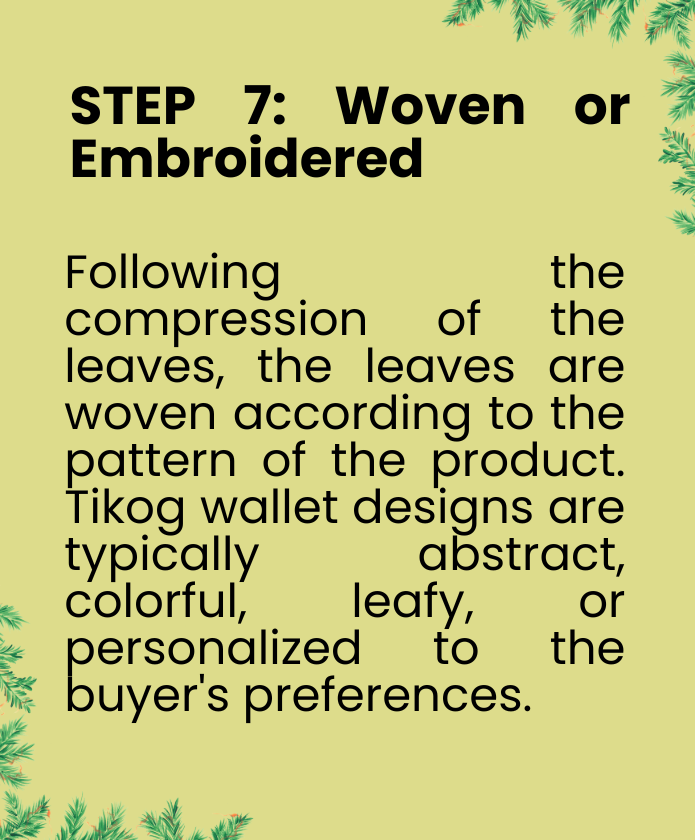 STEP 7: Woven or
Embroidered
Following the
compression of the
leaves, the leaves are
woven according to the
pattern of the product.
Tikog wallet designs are
typically abstract,
colorful, leafy, or
personalized to the
buyer's preferences.